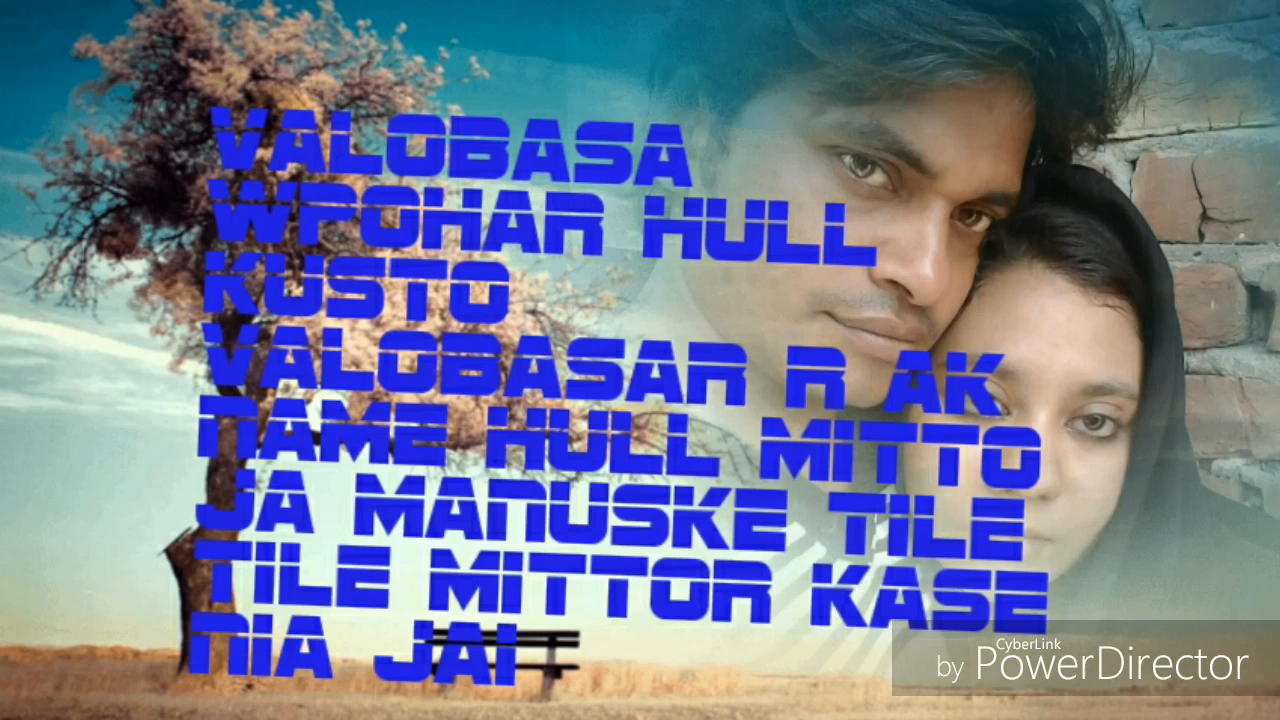 VALOBASA
WPOHAR HULL
KUSTO
VALOBASAR R AK
NAME HULL MITTO
JA MANUSKE TILE
TILE MITTOR KASE
NIA JAI
CyberLink
by PowerDirector